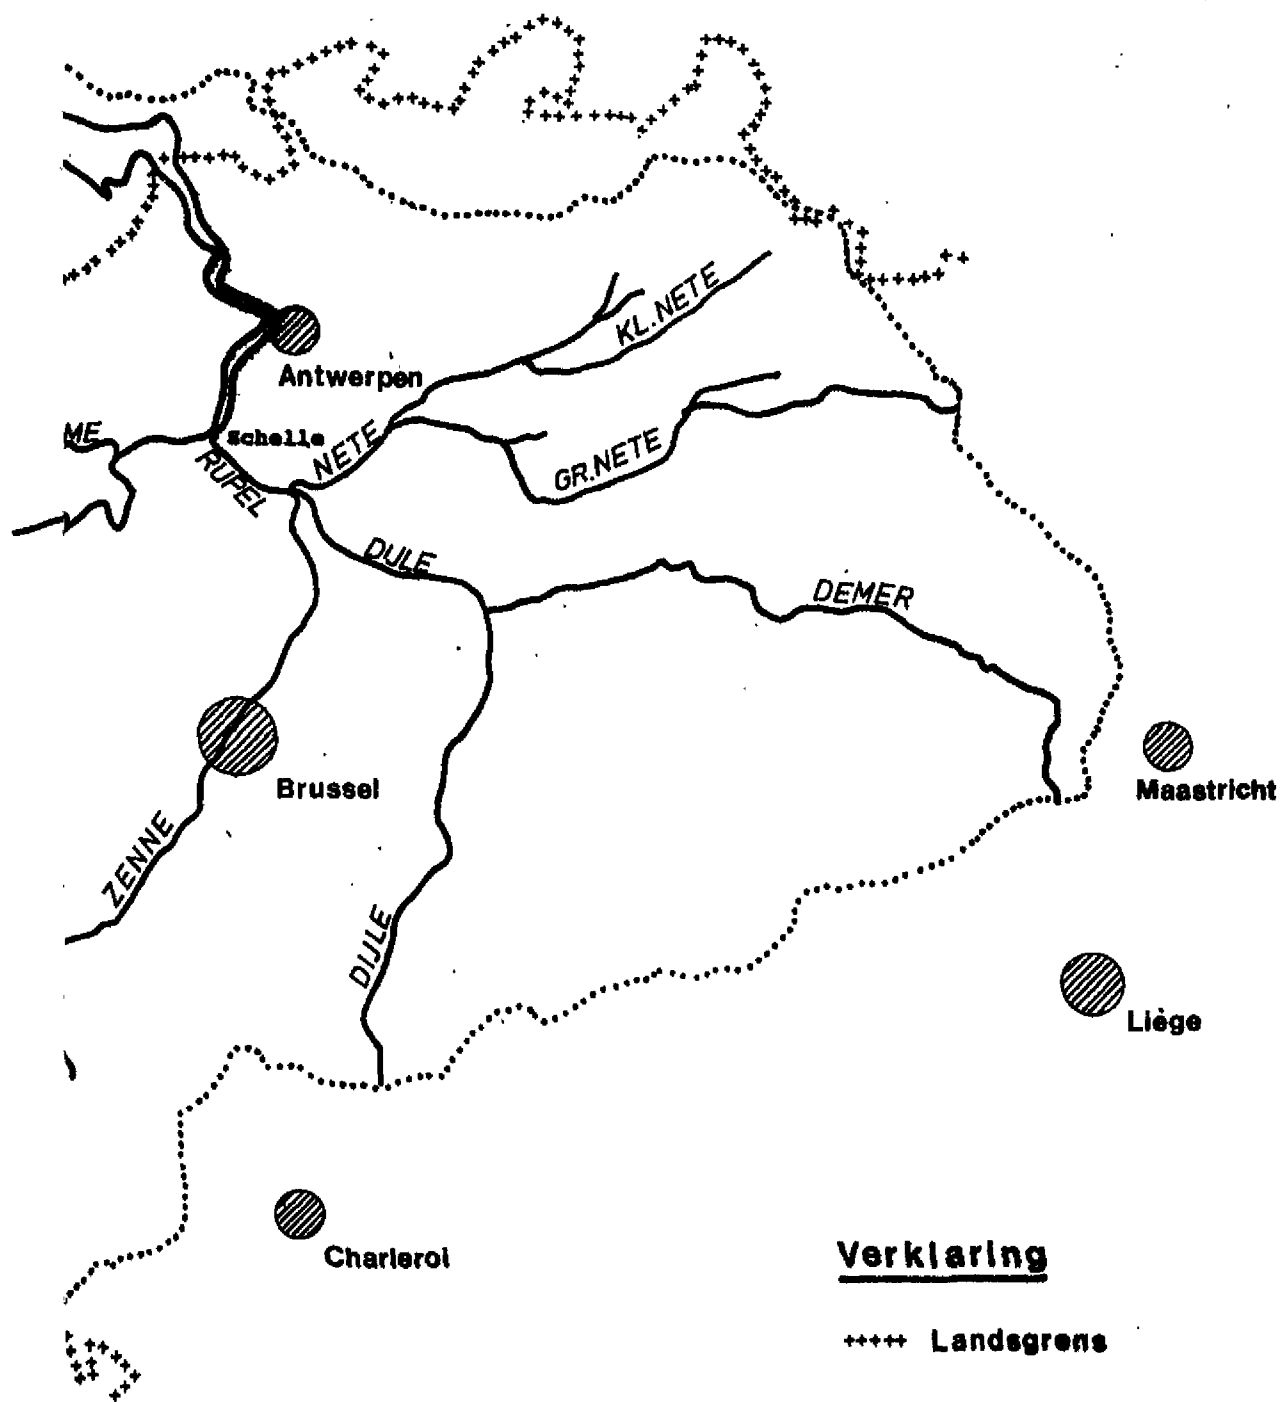 KL.NETE
Antwerpen
ME
Schelle
NETE
RUPEL
GR.NETE
DIJLE
DEMER
Brussel
Maastricht
ZENNE
DIJLE
Liège
Charleroi
Verklaring
+++++ Landsgrens